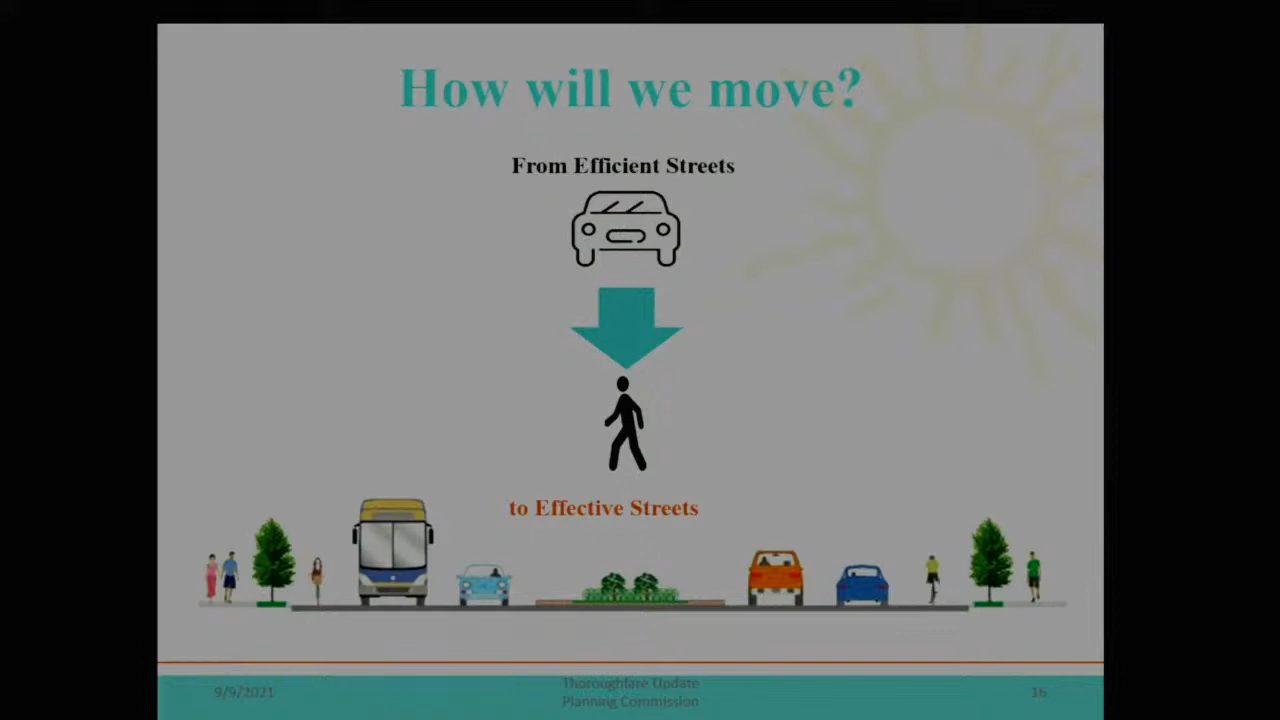 How will we move?
From Efficient Streets
to Effective Streets
9/9/2021
Thoroughfare Update
Planning Commission
16